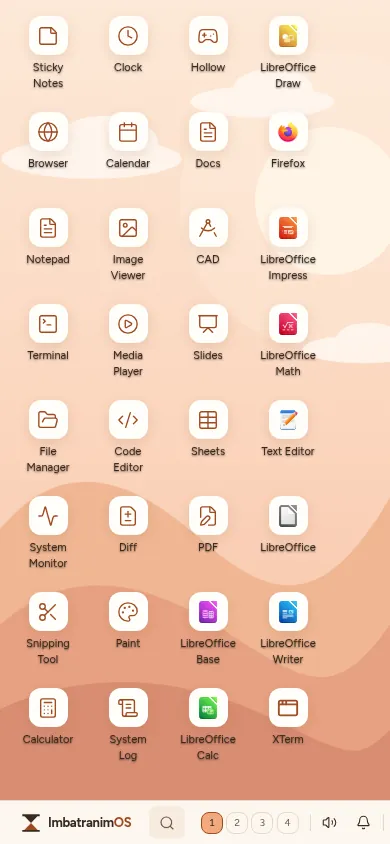 Sticky
Notes
Clock
Hollow
LibreOffice
Draw
Browser
Calendar
Docs
Firefox
Notepad
Image
Viewer
CAD
LibreOffice
Impress
Terminal
Media
Player
Slides
LibreOffice
Math
File
Manager
Code
Editor
Sheets
Text Editor
System
Monitor
Diff
PDF
LibreOffice
Snipping
Tool
Paint
LibreOffice
Base
LibreOffice
Writer
Calculator
System
Log
LibreOffice
Calc
XTerm
ImbatranimOS
1 2 3 4